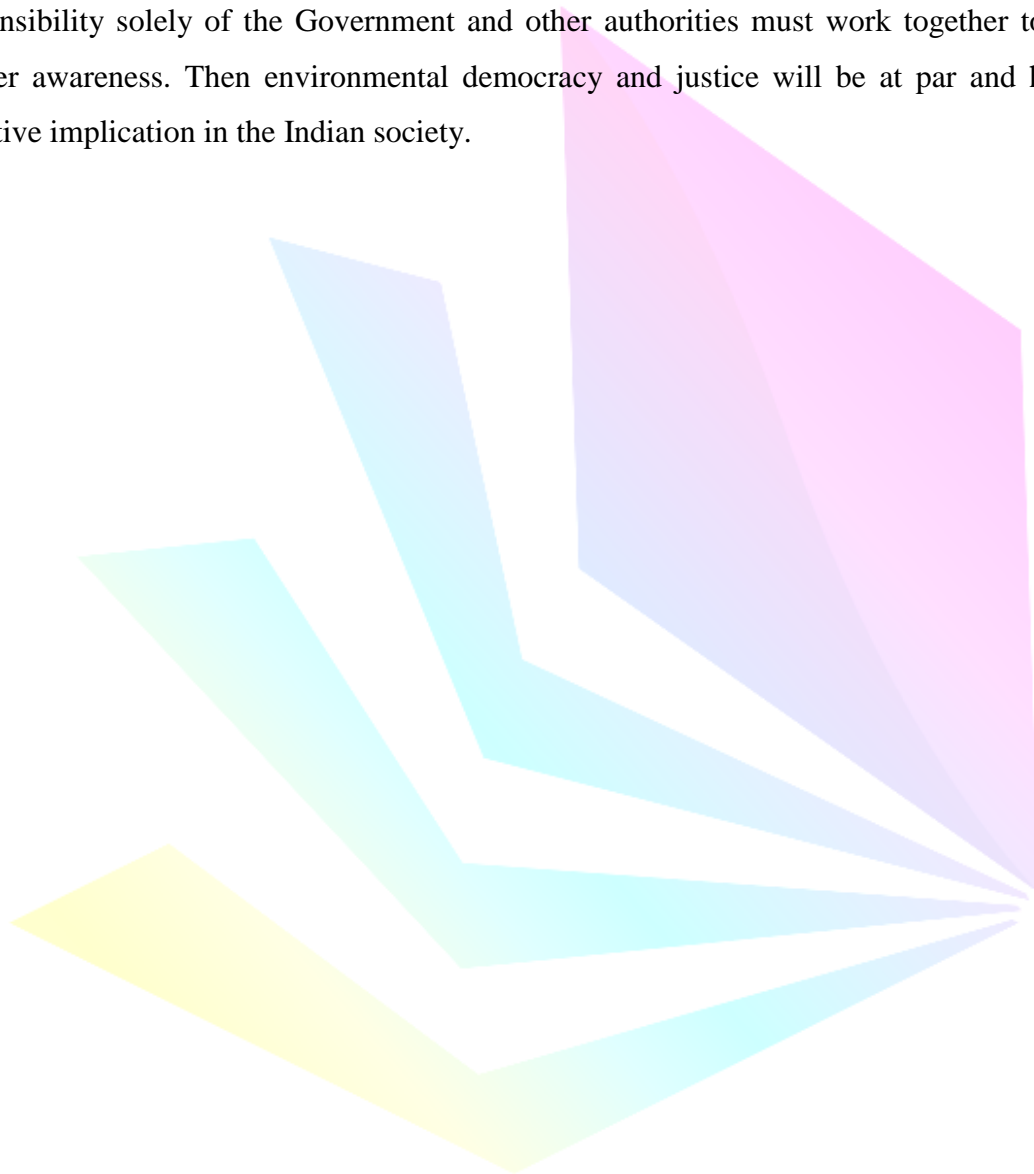 nsibility solely of the Government and other authorities must work together to
er awareness. Then environmental democracy and justice will be at par and
tive implication in the Indian society.